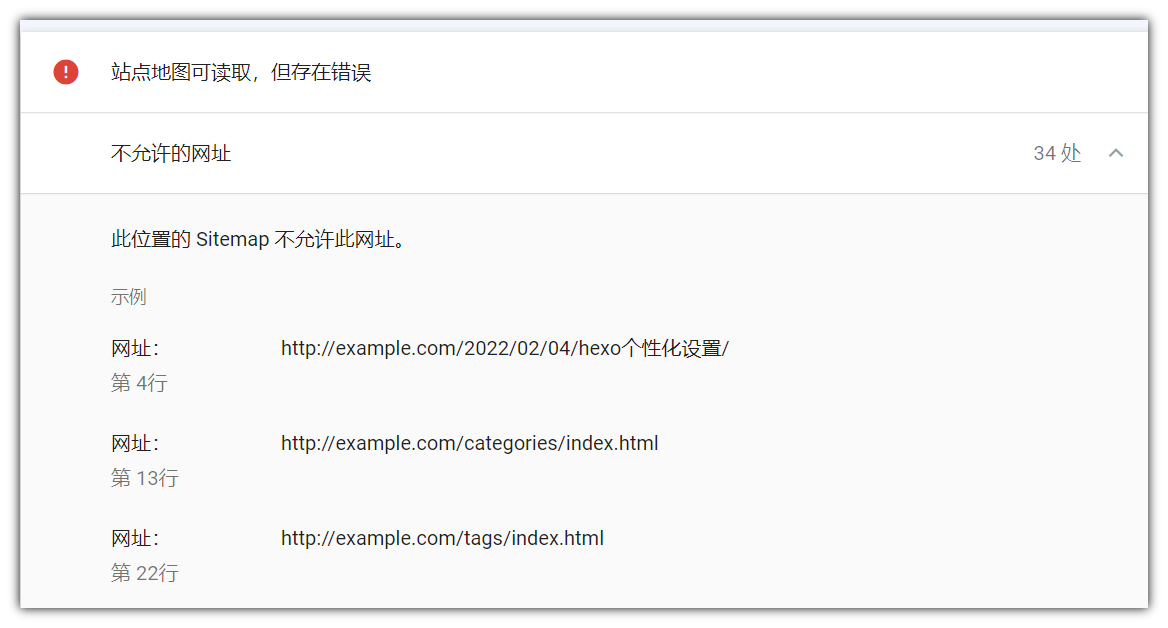 站点地图可读取，但存在错误
不允许的网址 34 处
此位置的 Sitemap 不允许此网址。
示例
网址： http://example.com/2022/02/04/hexo个性化设置/
第 4行
网址： http://example.com/categories/index.html
第 13行
网址： http://example.com/tags/index.html
第 22行